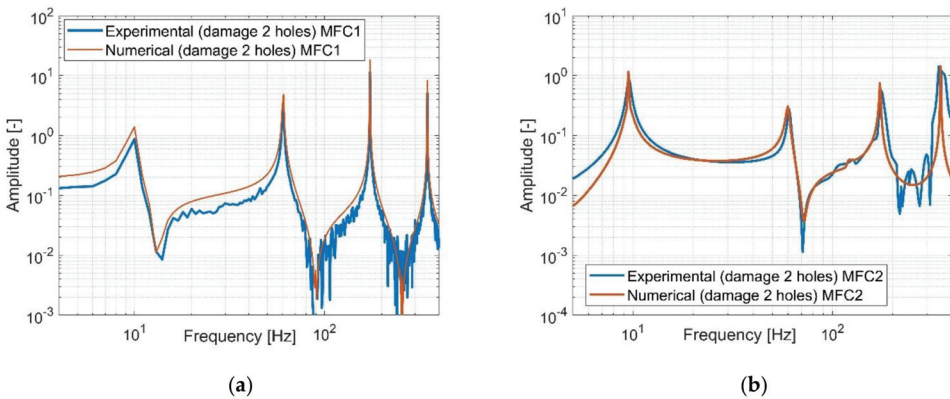 10^2
Experimental (damage 2 holes) MFC1
Numerical (damage 2 holes) MFC1
10^1
10^0
10^-1
10^-2
10^-3
Amplitude [-]
10^1
10^2
Frequency [Hz]
(a)
10^2
10^1
10^0
10^-1
10^-2
10^-3
10^-4
Amplitude [-]
Experimental (damage 2 holes) MFC2
Numerical (damage 2 holes) MFC2
10^1
10^2
Frequency [Hz]
(b)